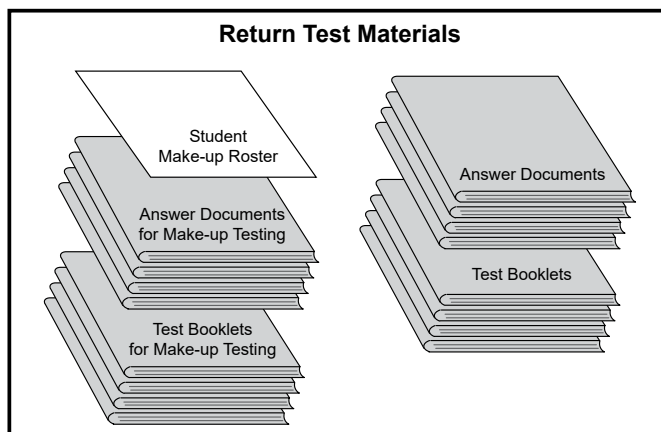 Return Test Materials
Student
Make-up Roster
Answer Documents
for Make-up Testing
Test Booklets
for Make-up Testing
Answer Documents
Test Booklets